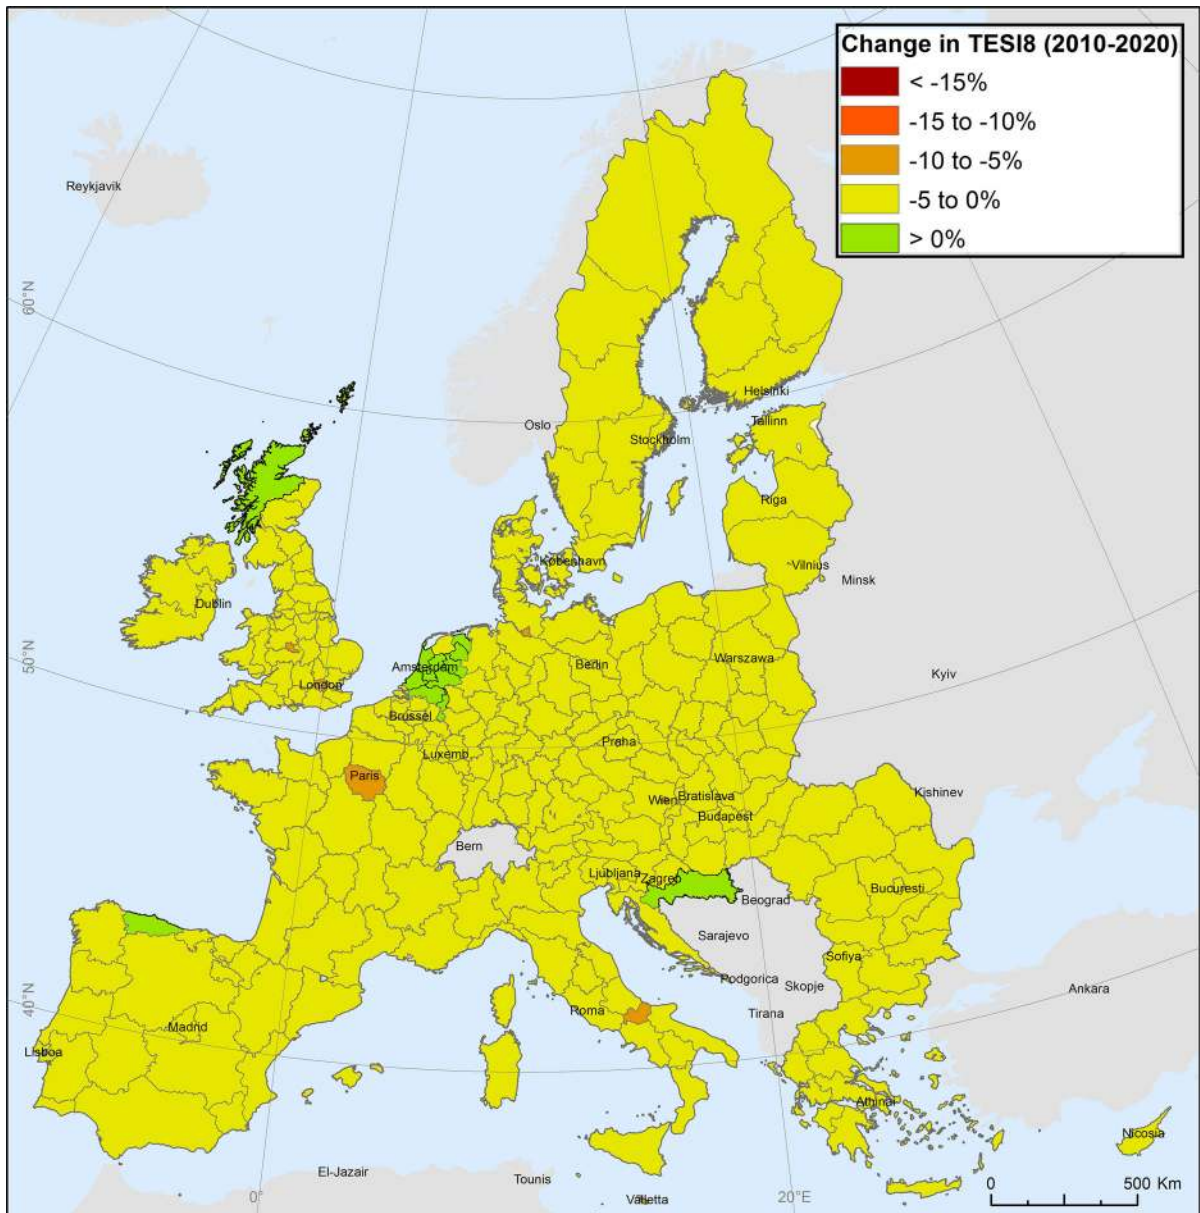 Change in TESI8 (2010-2020)
< -15%
-15 to -10%
-10 to -5%
-5 to 0%
> 0%
Reykjavik
60°N
Helsinki
Oslo
Tallinn
Stockholm
Riga
København
Vilnius
Minsk
Dublin
50°N
Amsterdam
Berlin
Warszawa
Kyiv
London
Brussel
Praha
Luxemb.
Paris
Kishinev
Wien
Bratislava
Budapest
Bern
Ljubljana
Zagreb
Bucuresti
Beograd
Sarajevo
Sofiya
Podgorica
Skopje
Ankara
40°N
Roma
Tirana
Madrid
Lisboa
Athinai
Nicosia
El-Jazair
Tounis
0
500 Km
0°
Valletta
20°E